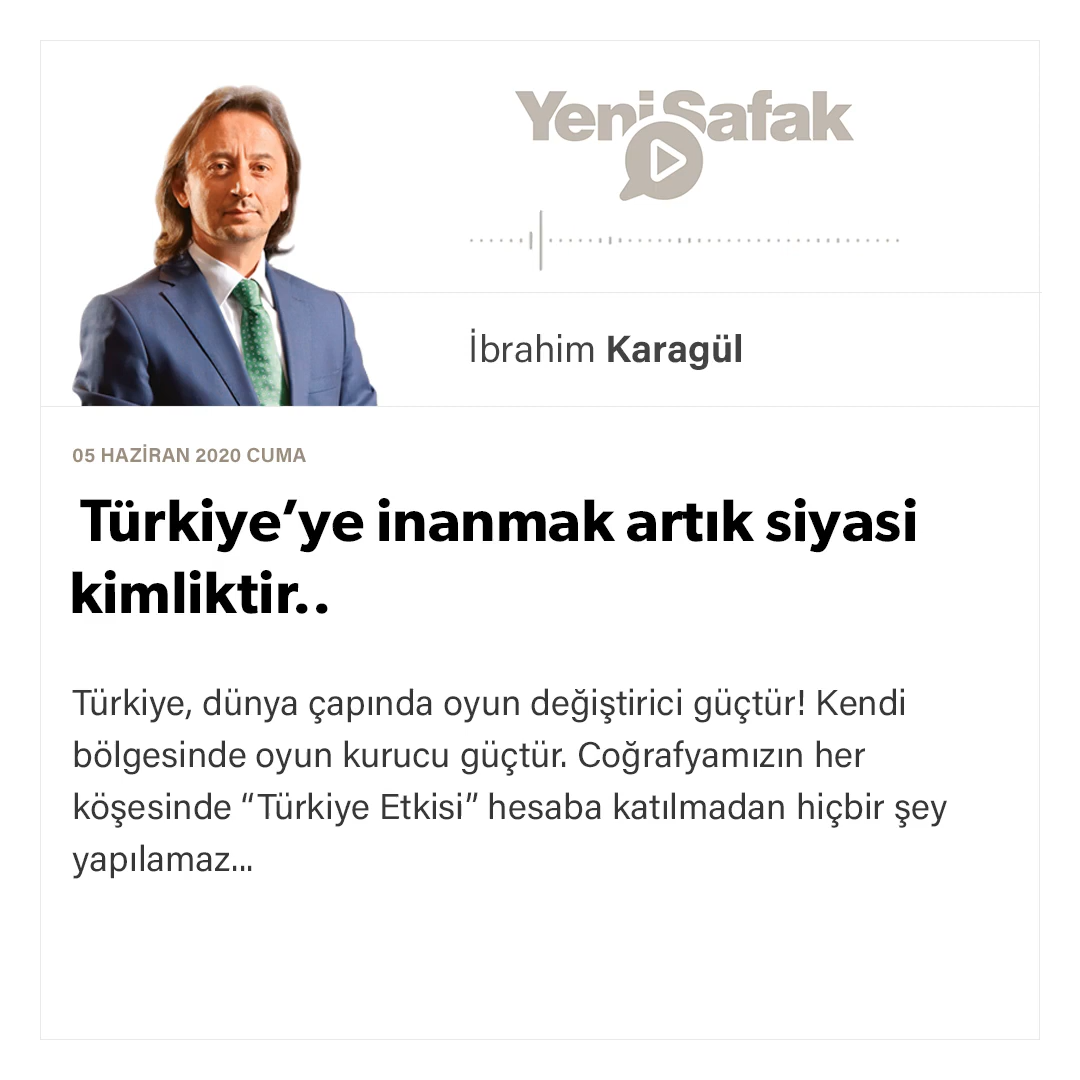 YeniSafak
İbrahim Karagül
05 HAZİRAN 2020 CUMA
Türkiye’ye inanmak artık siyasi
kimliktir..
Türkiye, dünya çapında oyun değiştirici güçtür! Kendi
bölgesinde oyun kurucu güçtür. Coğrafyamızın her
köşesinde “Türkiye Etkisi” hesaba katılmadan hiçbir şey
yapılamaz...